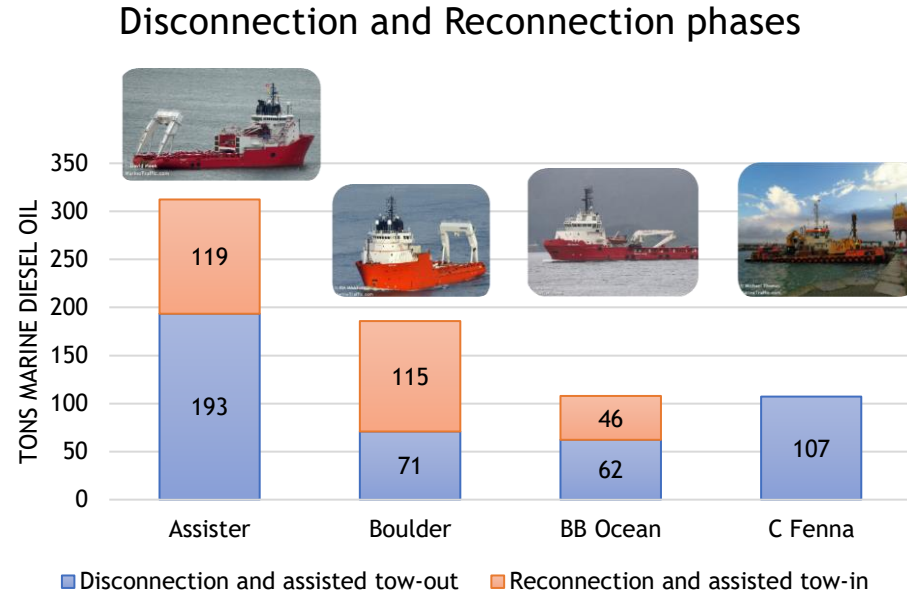 Disconnection and Reconnection phases
TONS MARINE DIESEL OIL
350
300
250
200
150
100
50
0
119
193
115
71
46
62
107
Assister
Boulder
BB Ocean
C Fenna
Disconnection and assisted tow-out
Reconnection and assisted tow-in
MarineTraffic.com